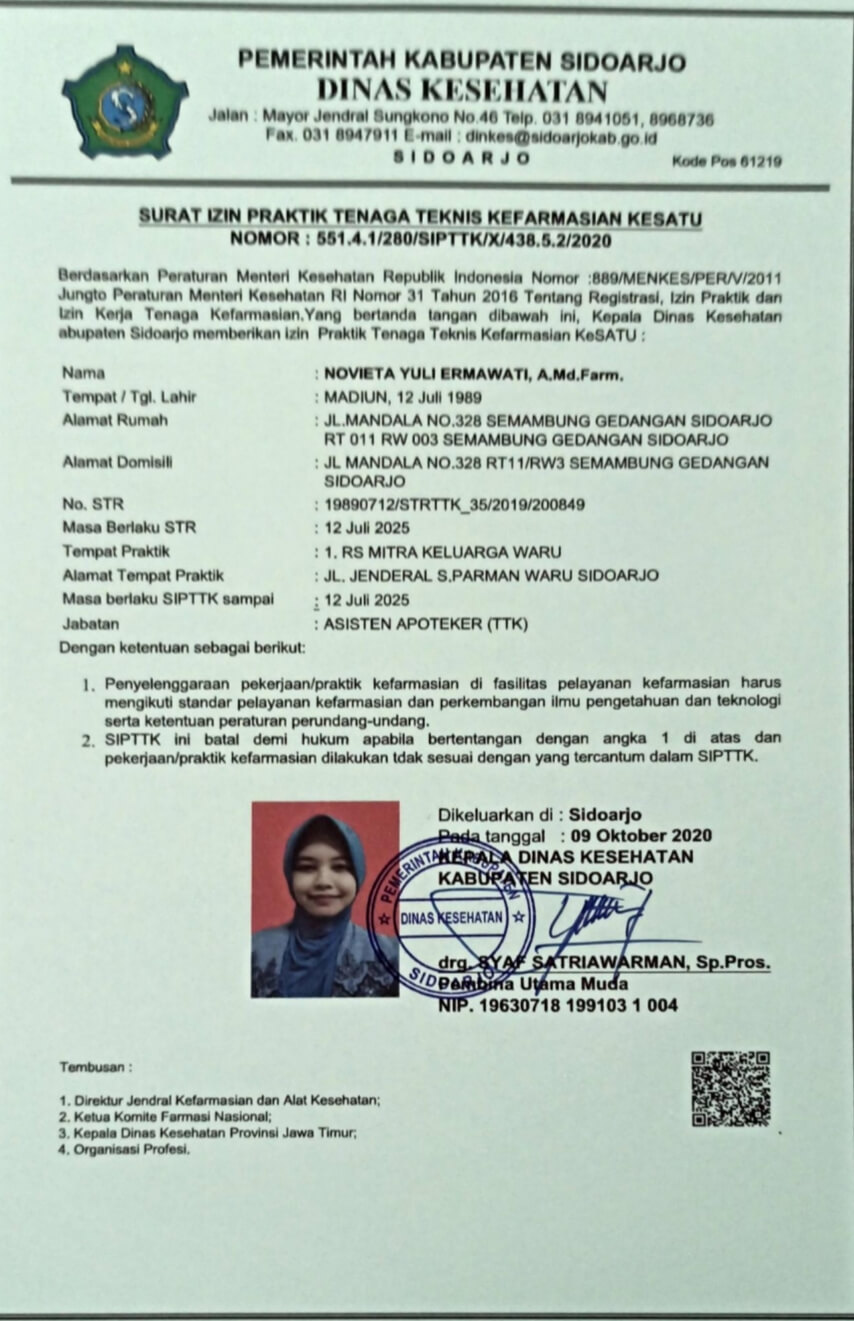 PEMERINTAH KABUPATEN SIDOARJO
DINAS KESEHATAN
Jalan : Mayor Jendral Sungkono No.46 Telp. 031 8941051, 8968736
Fax. 031 8947911 E-mail : dinkes@sidoarjokab.go.id
S I D O A R J O
Kode Pos 61219
SURAT IZIN PRAKTIK TENAGA TEKNIS KEFARMASIAN KESATU
NOMOR : 551.4.1/280/SIPTTK/X/438.5.2/2020
Berdasarkan Peraturan Menteri Kesehatan Republik Indonesia Nomor :889/MENKES/PER/V/2011
Jungto Peraturan Menteri Kesehatan RI Nomor 31 Tahun 2016 Tentang Registrasi, Izin Praktik dan
Izin Kerja Tenaga Kefarmasian.Yang bertanda tangan dibawah ini, Kepala Dinas Kesehatan
abupaten Sidoarjo memberikan izin Praktik Tenaga Teknis Kefarmasian KeSATU :
Nama : NOVIETA YULI ERMAWATI, A.Md.Farm.
Tempat / Tgl. Lahir : MADIUN, 12 Juli 1989
Alamat Rumah : JL.MANDALA NO.328 SEMAMBUNG GEDANGAN SIDOARJO
RT 011 RW 003 SEMAMBUNG GEDANGAN SIDOARJO
Alamat Domisili : JL MANDALA NO.328 RT11/RW3 SEMAMBUNG GEDANGAN
SIDOARJO
No. STR : 19890712/STRTTK_35/2019/200849
Masa Berlaku STR : 12 Juli 2025
Tempat Praktik : 1. RS MITRA KELUARGA WARU
Alamat Tempat Praktik : JL. JENDERAL S.PARMAN WARU SIDOARJO
Masa berlaku SIPTTK sampai : 12 Juli 2025
Jabatan : ASISTEN APOTEKER (TTK)
Dengan ketentuan sebagai berikut:
1. Penyelenggaraan pekerjaan/praktik kefarmasian di fasilitas pelayanan kefarmasian harus
mengikuti standar pelayanan kefarmasian dan perkembangan ilmu pengetahuan dan teknologi
serta ketentuan peraturan perundang-undang.
2. SIPTTK ini batal demi hukum apabila bertentangan dengan angka 1 di atas dan
pekerjaan/praktik kefarmasian dilakukan tdak sesuai dengan yang tercantum dalam SIPTTK.
Dikeluarkan di : Sidoarjo
Pada tanggal : 09 Oktober 2020
KEPALA DINAS KESEHATAN
KABUPATEN SIDOARJO
PEMERINTAH KABUPATEN
DINAS KESEHATAN
SIDOARJO
drg. SYAF SATRIAWARMAN, Sp.Pros.
Pembina Utama Muda
NIP. 19630718 199103 1 004
Tembusan :
1. Direktur Jendral Kefarmasian dan Alat Kesehatan;
2. Ketua Komite Farmasi Nasional;
3. Kepala Dinas Kesehatan Provinsi Jawa Timur;
4. Organisasi Profesi.